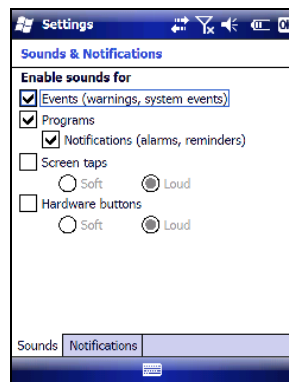 Settings
Sounds & Notifications
Enable sounds for
Events (warnings, system events)
Programs
Notifications (alarms, reminders)
Screen taps
Soft Loud
Hardware buttons
Soft Loud
Sounds Notifications